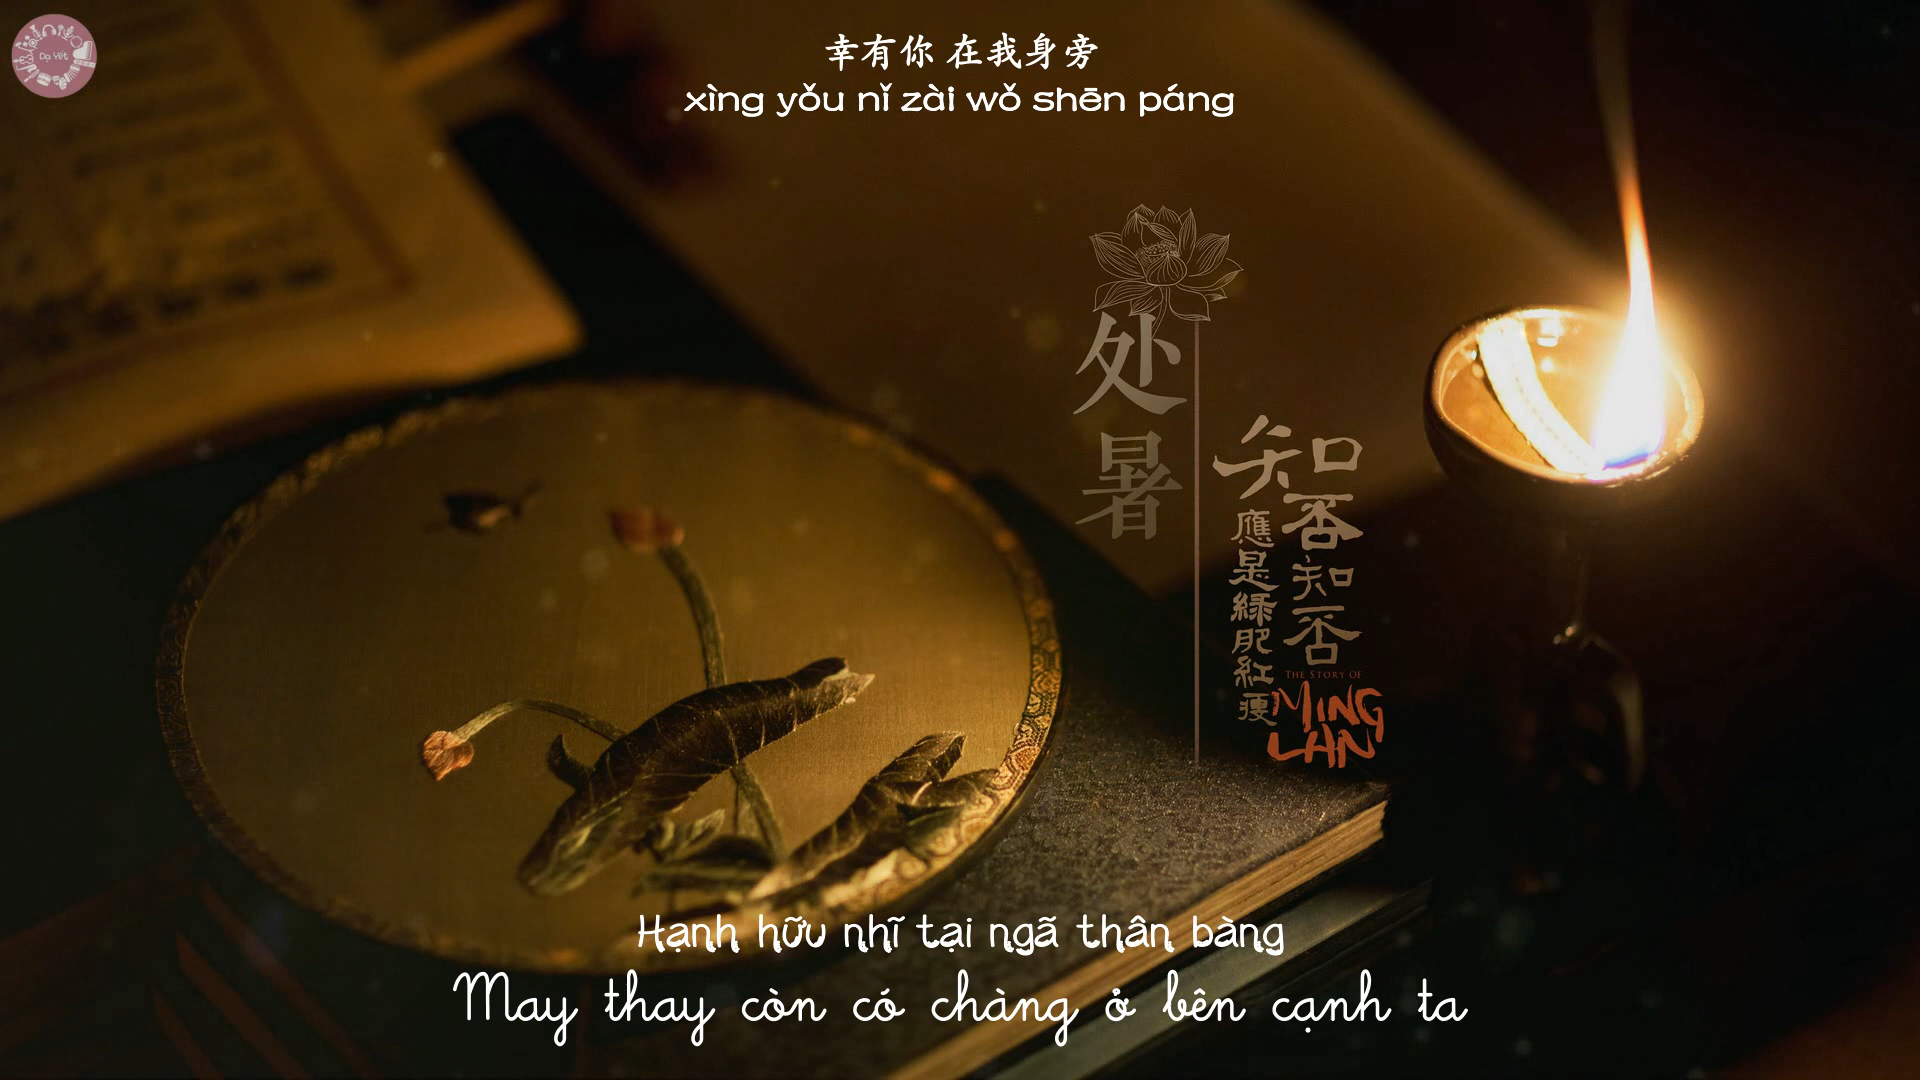 Dạ Yết
幸有你 在我身旁
xìng yǒu nǐ zài wǒ shēn páng
处暑
知否知否
應是綠肥紅瘦
THE STORY OF
MING
LAN
Hạnh hữu nhĩ tại ngã thân bàng
May thay còn có chàng ở bên cạnh ta